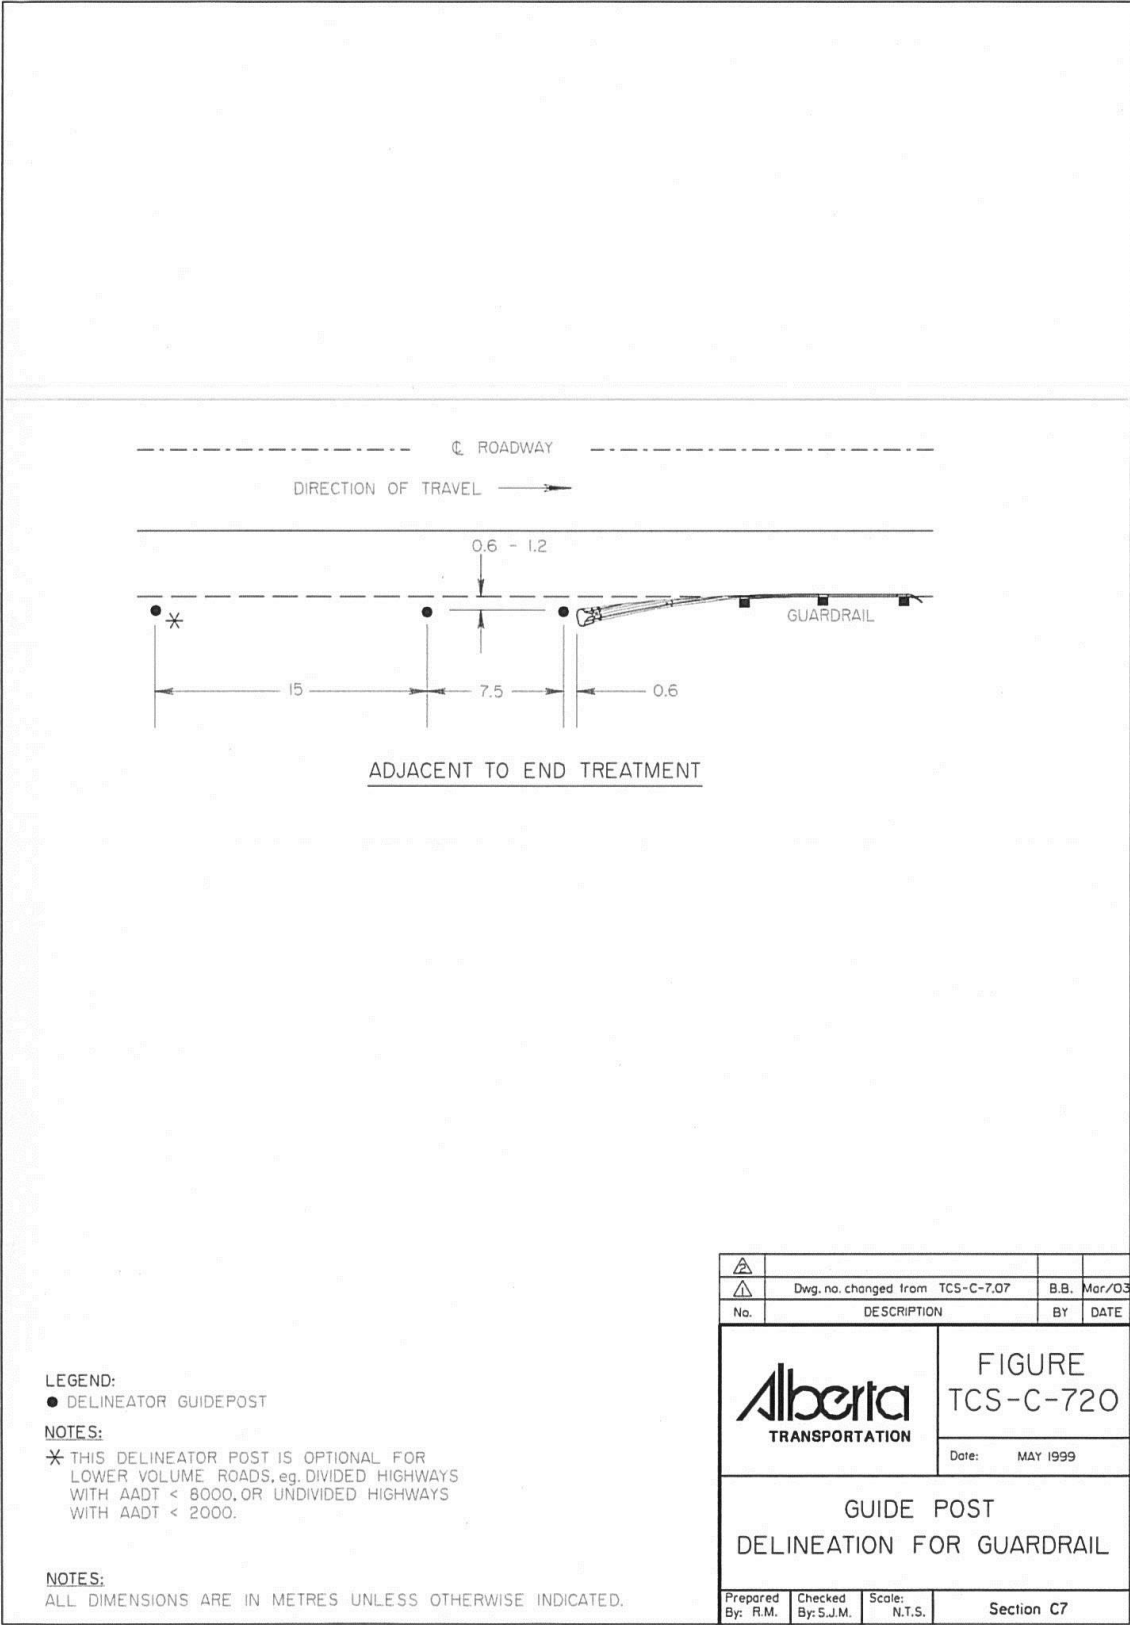 ℄ ROADWAY
DIRECTION OF TRAVEL
0.6 - 1.2
GUARDRAIL
15
7.5
0.6
ADJACENT TO END TREATMENT
LEGEND:
DELINEATOR GUIDEPOST
NOTES:
THIS DELINEATOR POST IS OPTIONAL FOR
LOWER VOLUME ROADS, eg. DIVIDED HIGHWAYS
WITH AADT < 8000, OR UNDIVIDED HIGHWAYS
WITH AADT < 2000.
NOTES:
ALL DIMENSIONS ARE IN METRES UNLESS OTHERWISE INDICATED.
2
1 Dwg. no. changed from TCS-C-7.07 B.B. Mar/03
No. DESCRIPTION BY DATE
Alberta
TRANSPORTATION
FIGURE
TCS-C-720
Date: MAY 1999
GUIDE POST
DELINEATION FOR GUARDRAIL
Prepared By: R.M.
Checked By: S.J.M.
Scale: N.T.S.
Section C7